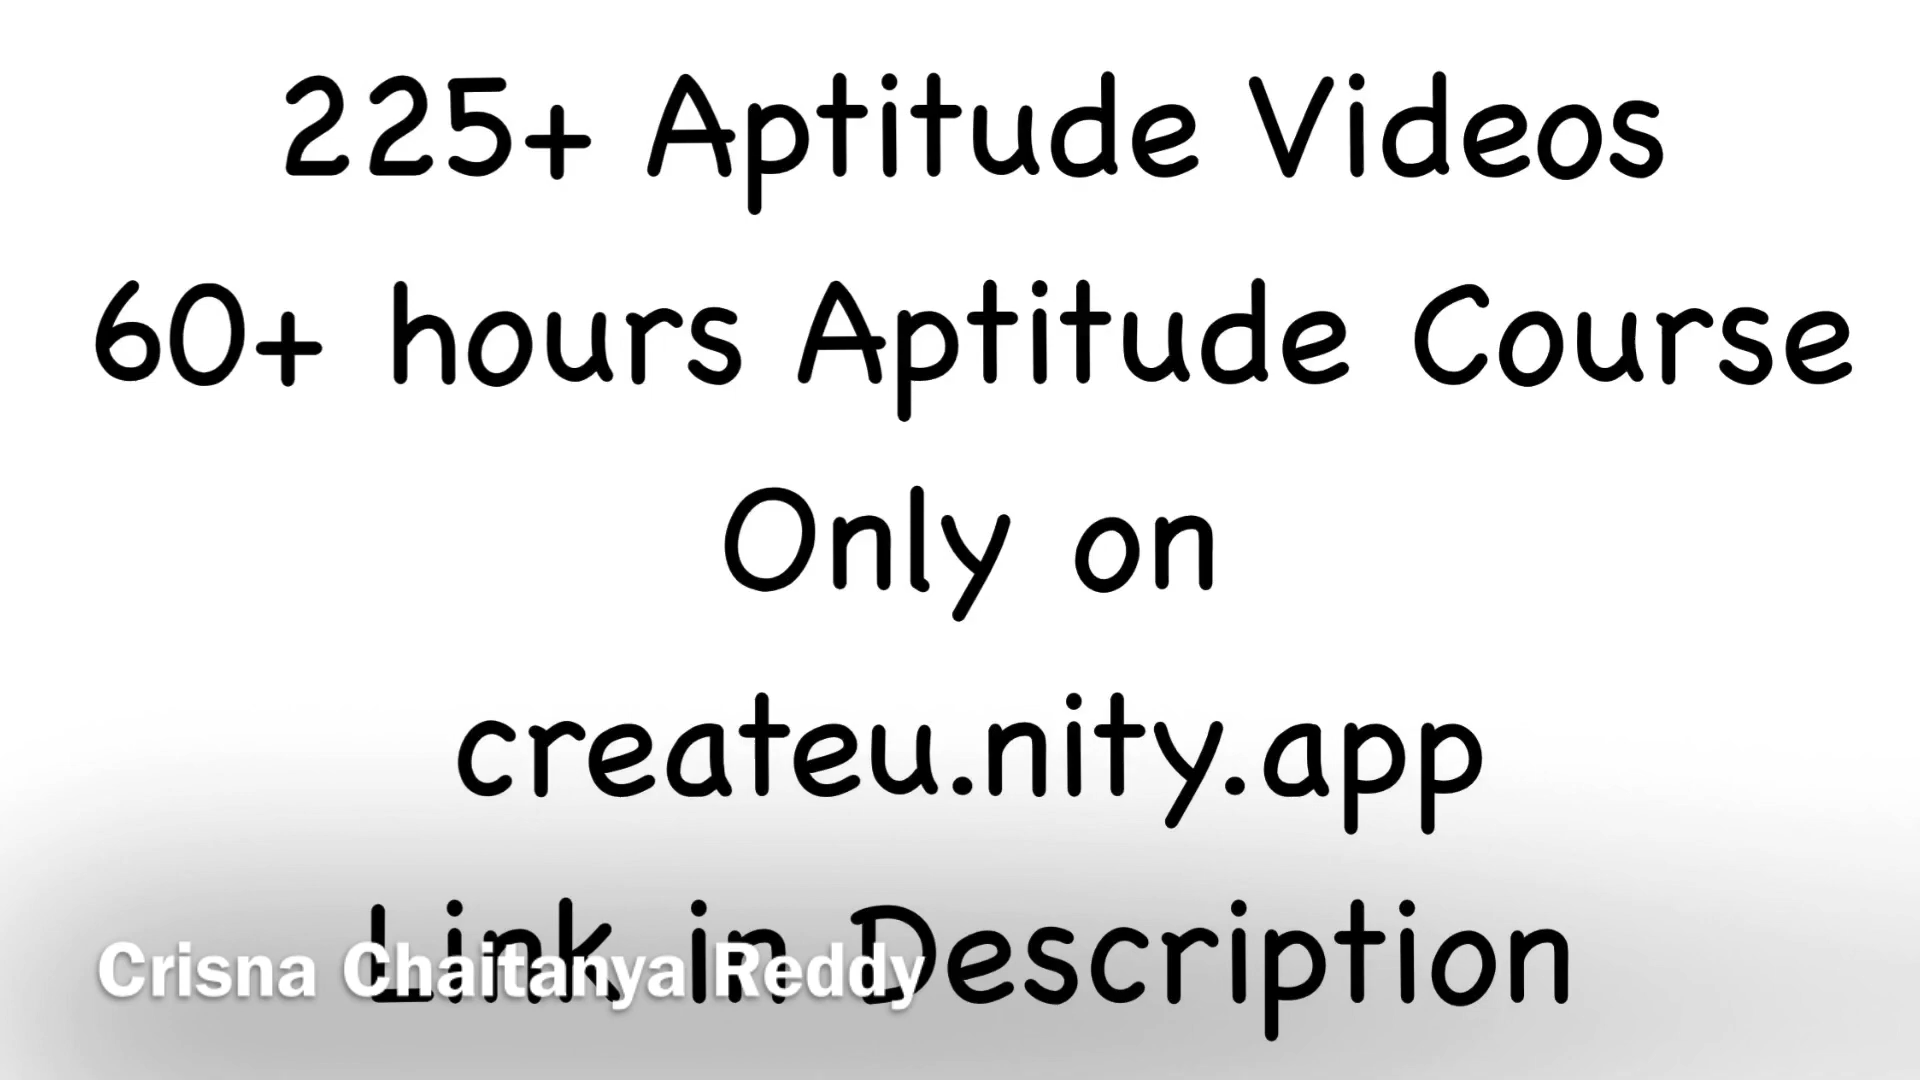 225+ Aptitude Videos
60+ hours Aptitude Course
Only on
createu.nity.app
Link in Description
Crisna Chaitanya Reddy